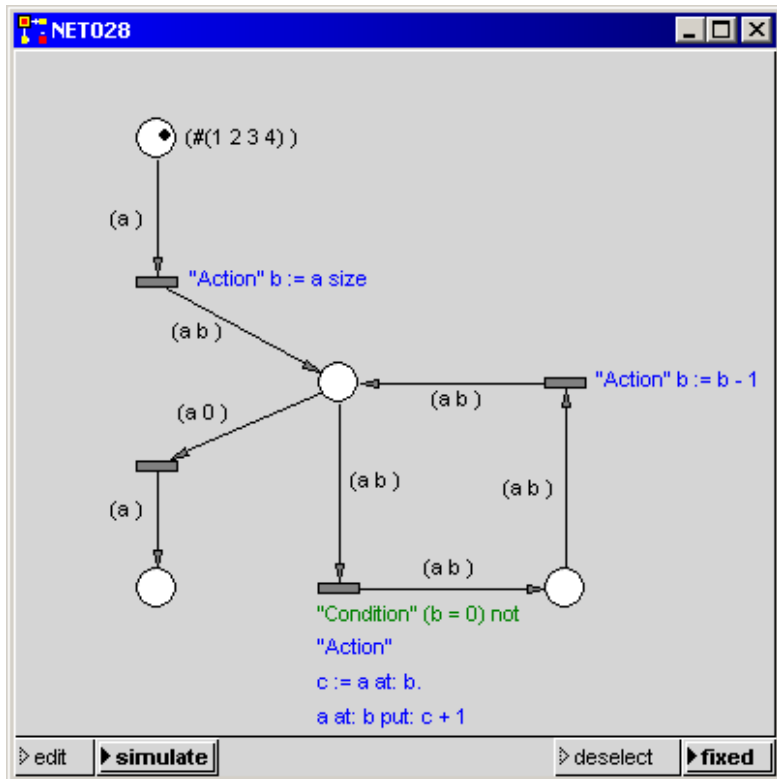 NET028
(#(1 2 3 4) )
(a )
"Action" b := a size
(a b )
"Action" b := b - 1
(a b )
(a 0 )
(a b )
(a b )
(a )
(a b )
"Condition" (b = 0) not
"Action"
c := a at: b.
a at: b put: c + 1
edit simulate deselect fixed